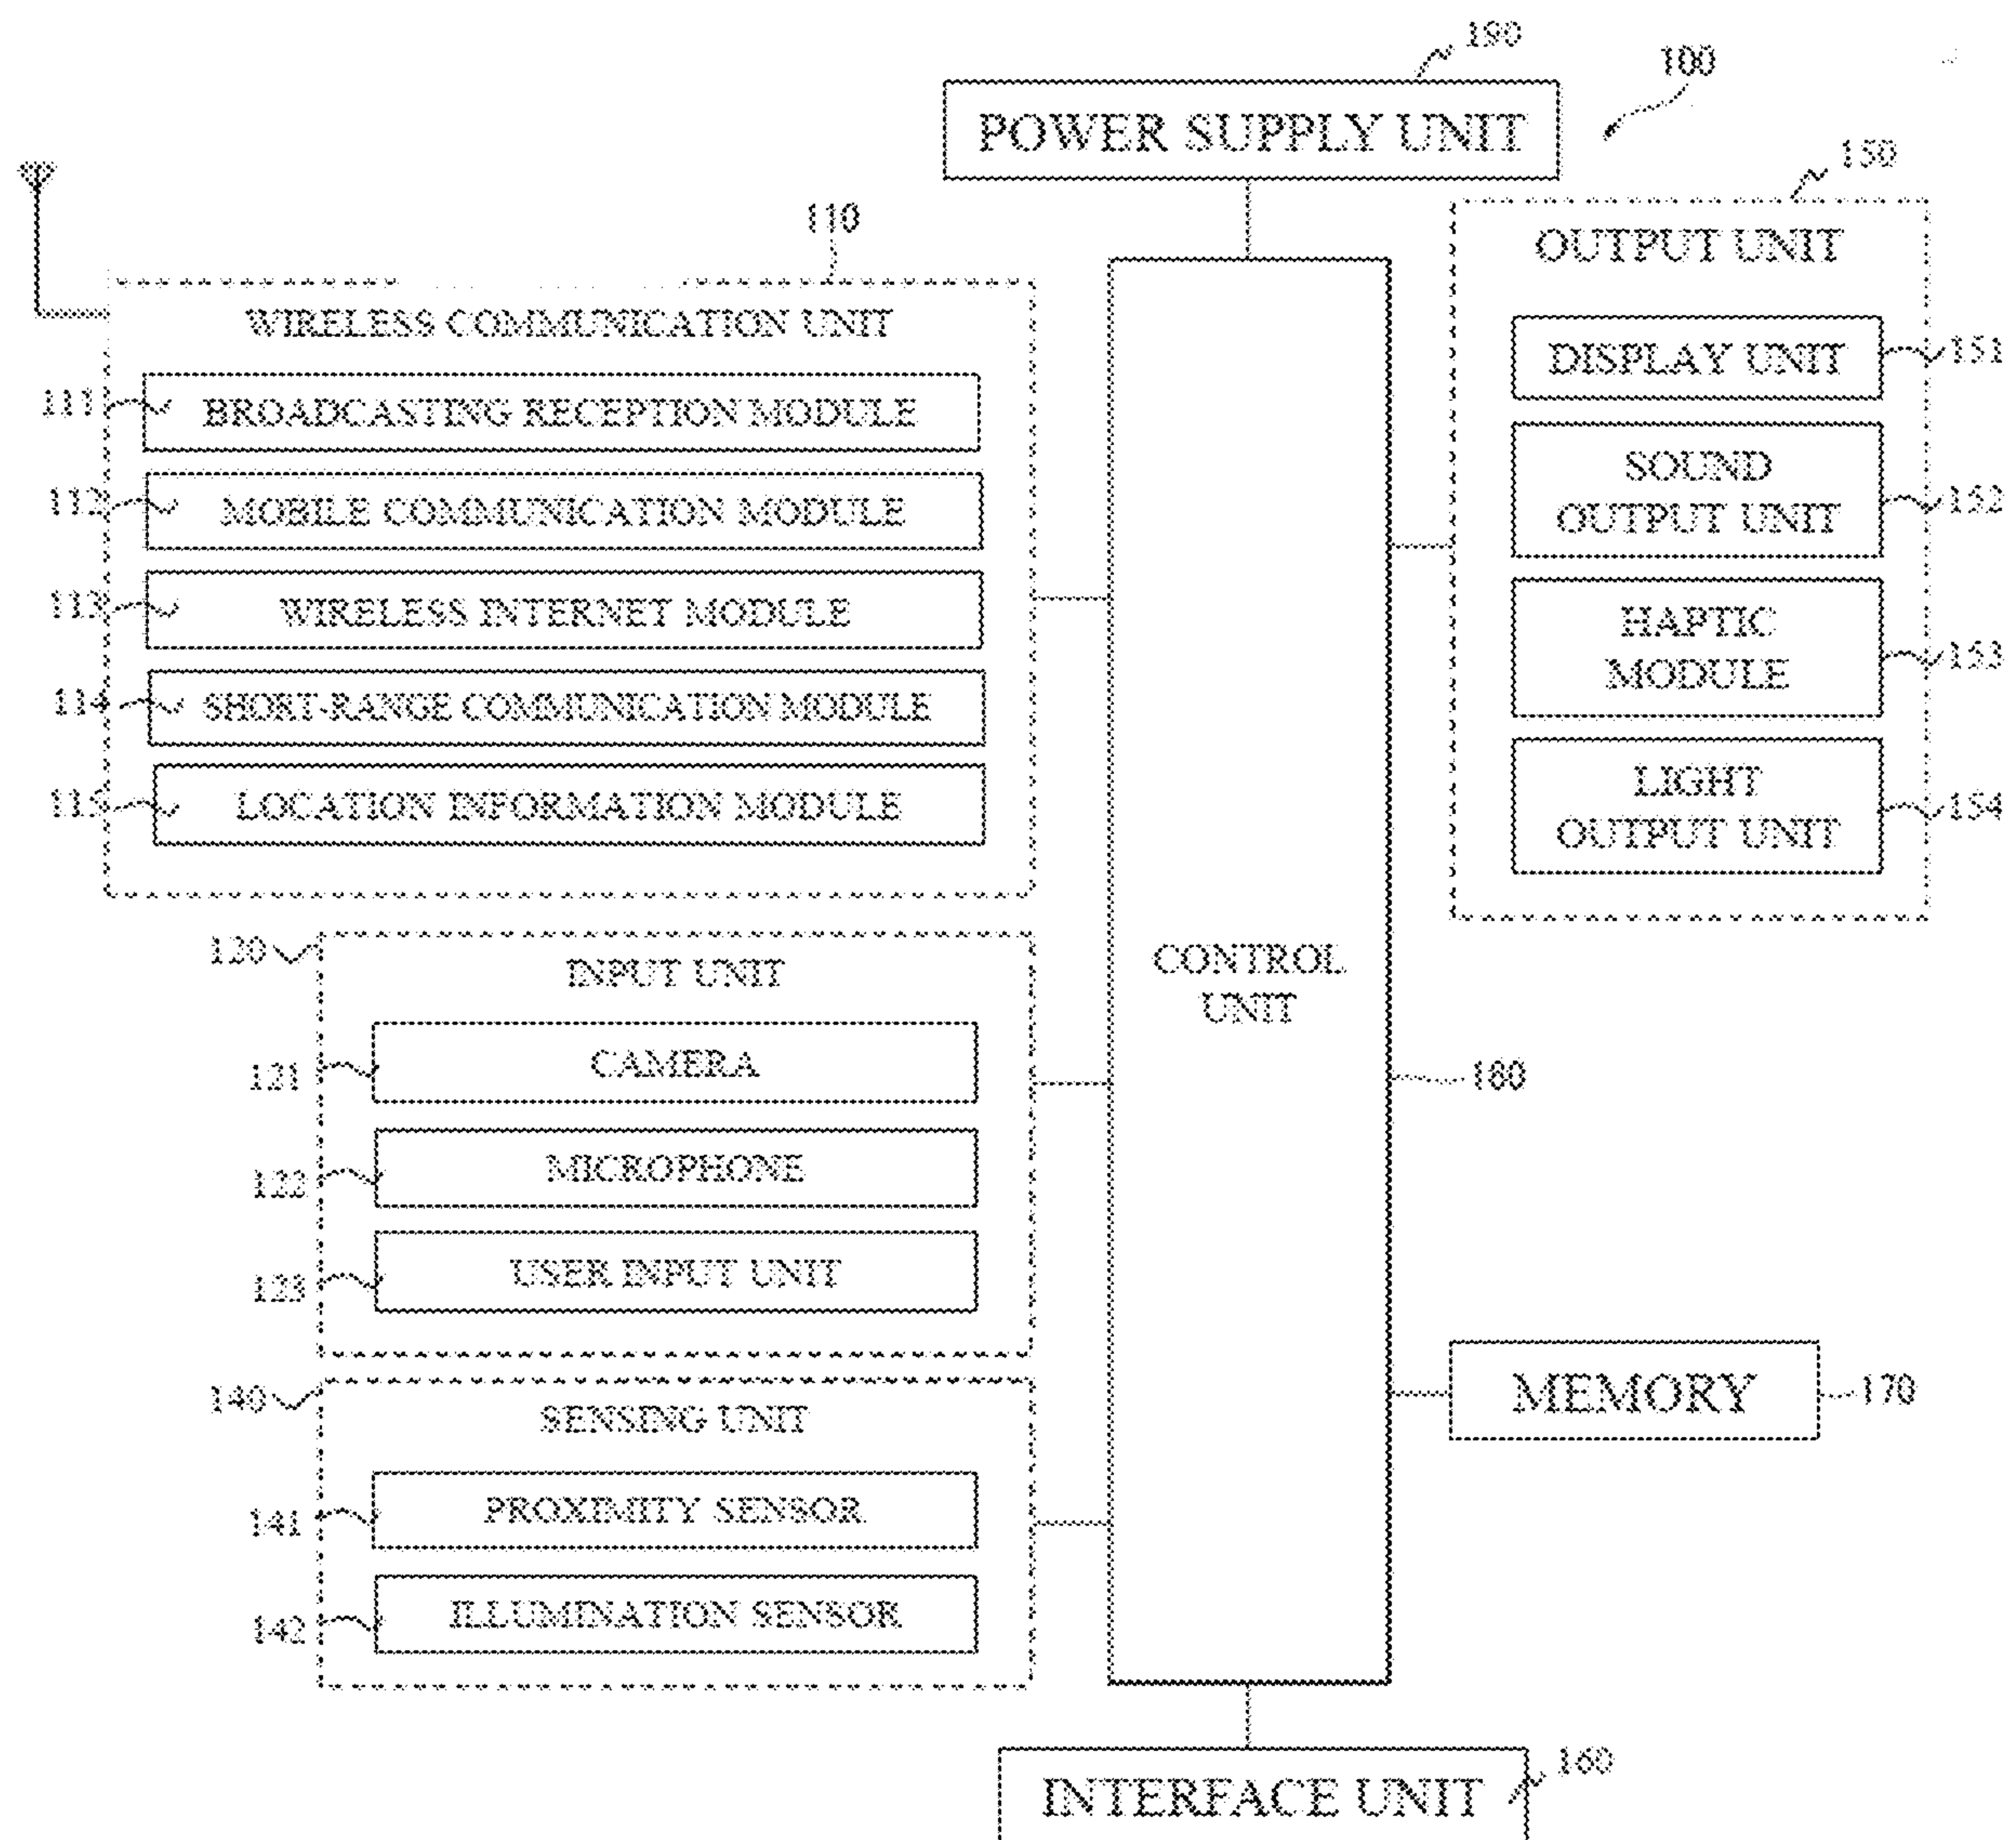 190
100
POWER SUPPLY UNIT
150
110
OUTPUT UNIT
WIRELESS COMMUNICATION UNIT
DISPLAY UNIT
151
111
BROADCASTING RECEPTION MODULE
SOUND
OUTPUT UNIT
152
112
MOBILE COMMUNICATION MODULE
113
WIRELESS INTERNET MODULE
HAPTIC
MODULE
153
114
SHORT-RANGE COMMUNICATION MODULE
115
LOCATION INFORMATION MODULE
LIGHT
OUTPUT UNIT
154
120
INPUT UNIT
CONTROL
UNIT
121
CAMERA
180
122
MICROPHONE
123
USER INPUT UNIT
140
SENSING UNIT
MEMORY
170
141
PROXIMITY SENSOR
142
ILLUMINATION SENSOR
160
INTERFACE UNIT